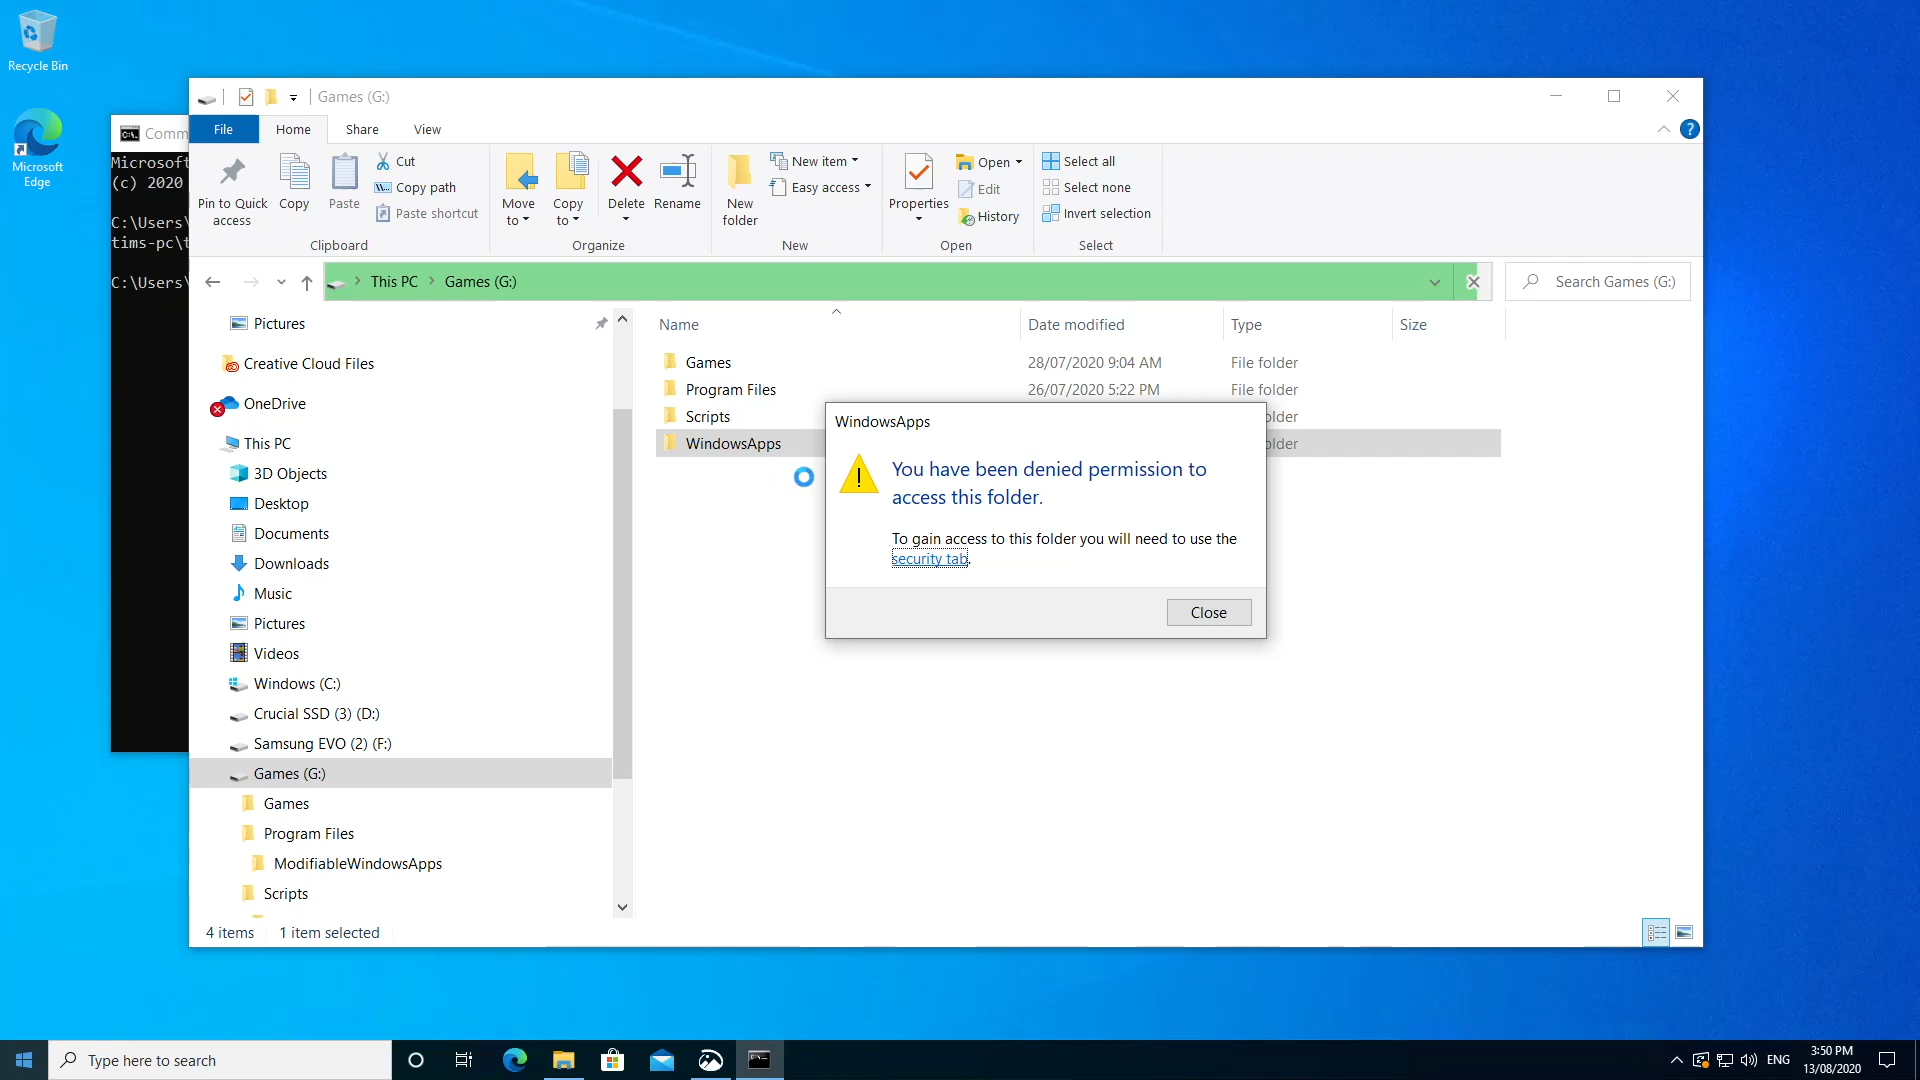 Recycle Bin
Microsoft
Edge
Comm
Microsoft
(c) 2020
C:\Users\
tims-pc\t
C:\Users\
Games (G:)
File
Home
Share
View
Pin to Quick
access
Copy
Paste
Cut
Copy path
Paste shortcut
Clipboard
Move
to
Copy
to
Delete
Rename
Organize
New
folder
New item
Easy access
New
Properties
Open
Edit
History
Open
Select all
Select none
Invert selection
Select
This PC
Games (G:)
Search Games (G:)
Pictures
Creative Cloud Files
OneDrive
This PC
3D Objects
Desktop
Documents
Downloads
Music
Pictures
Videos
Windows (C:)
Crucial SSD (3) (D:)
Samsung EVO (2) (F:)
Games (G:)
Games
Program Files
ModifiableWindowsApps
Scripts
Name
Date modified
Type
Size
Games
28/07/2020 9:04 AM
File folder
Program Files
26/07/2020 5:22 PM
File folder
Scripts
older
WindowsApps
older
WindowsApps
You have been denied permission to
access this folder.
To gain access to this folder you will need to use the
security tab.
Close
4 items
1 item selected
Type here to search
ENG
3:50 PM
13/08/2020